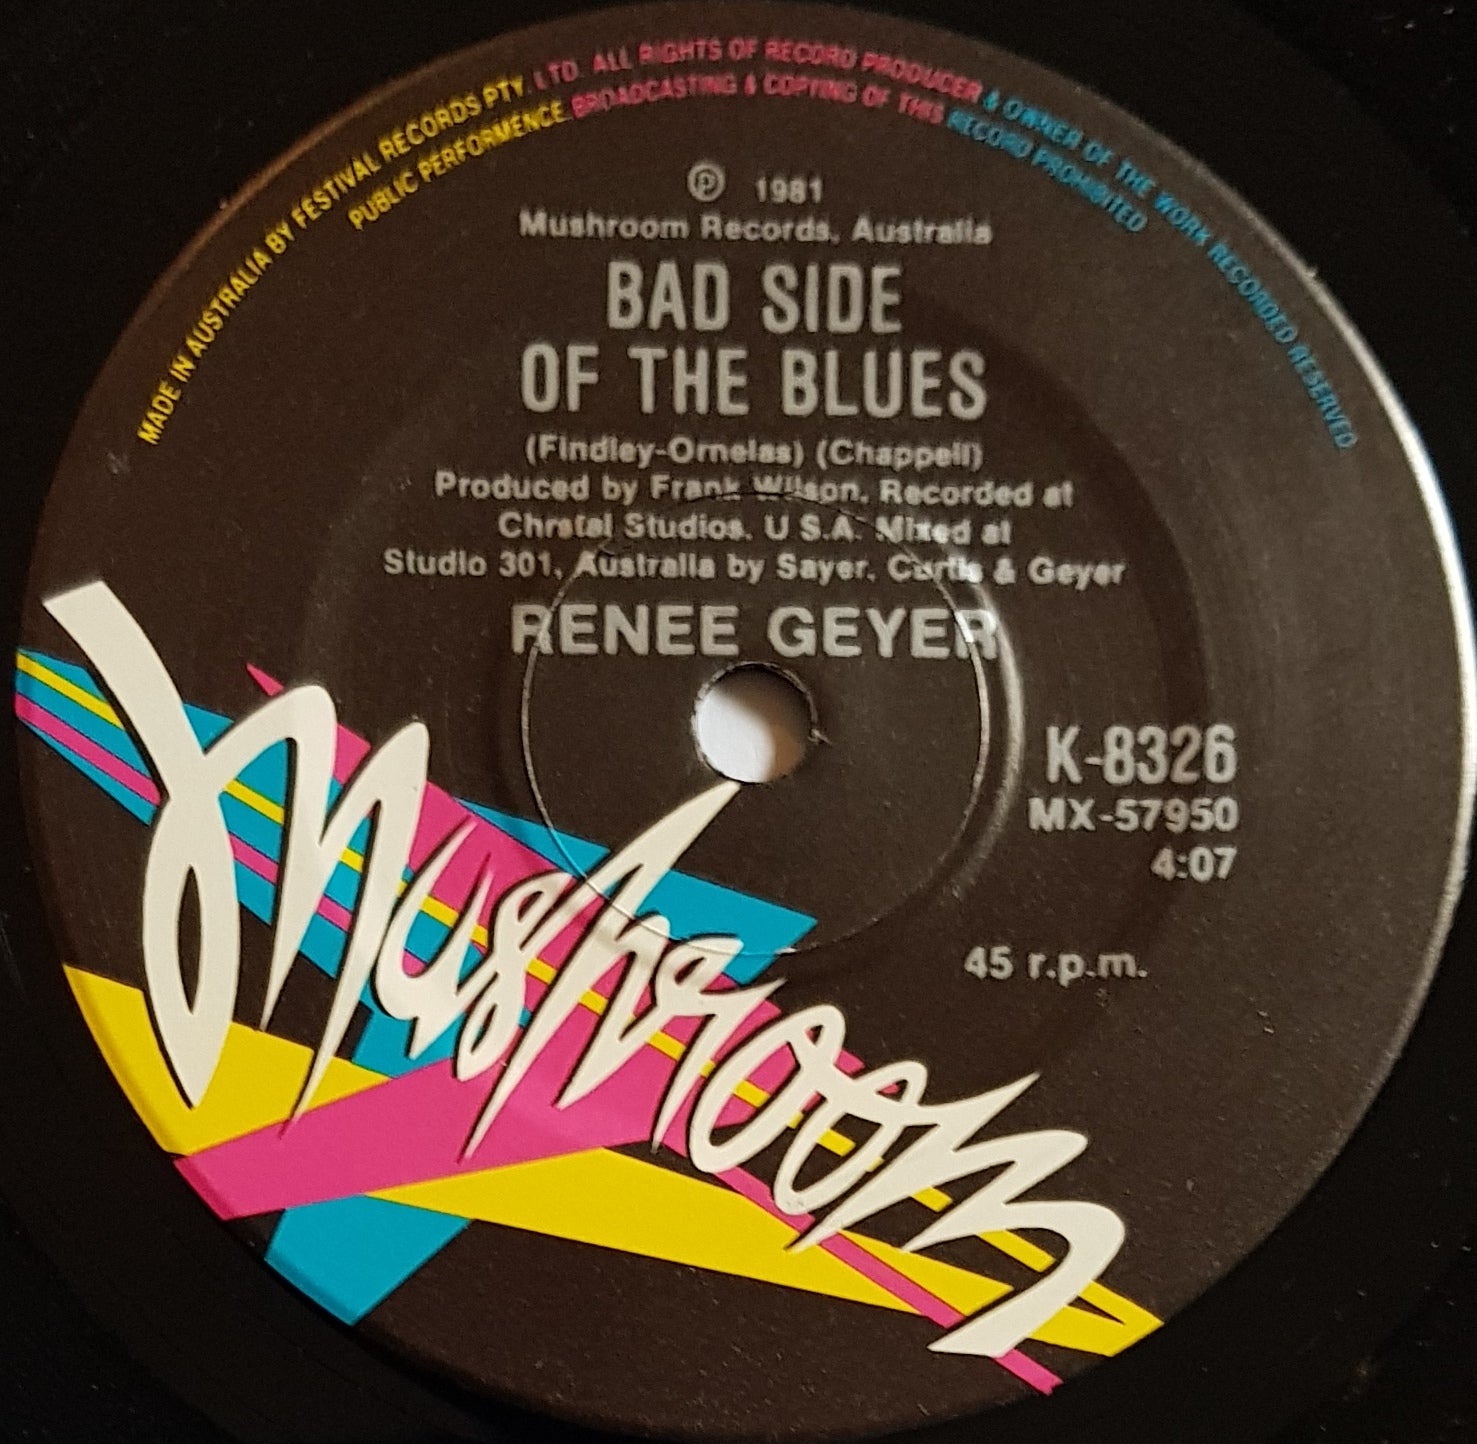 MADE IN AUSTRALIA BY FESTIVAL RECORDS PTY. LTD. ALL RIGHTS OF RECORD PRODUCER & OWNER OF THE WORK RECORDED RESERVED
PUBLIC PERFORMENCE BROADCASTING & COPYING OF THIS RECORD PROHIBITED
℗ 1981
Mushroom Records, Australia
BAD SIDE
OF THE BLUES
(Findley-Ornelas) (Chappell)
Produced by Frank Wilson. Recorded at
Chrstal Studios, U.S.A. Mixed at
Studio 301, Australia by Sayer, Curtis & Geyer
RENEE GEYER
K-8326
MX-57950
4:07
45 r.p.m.
Mushroom